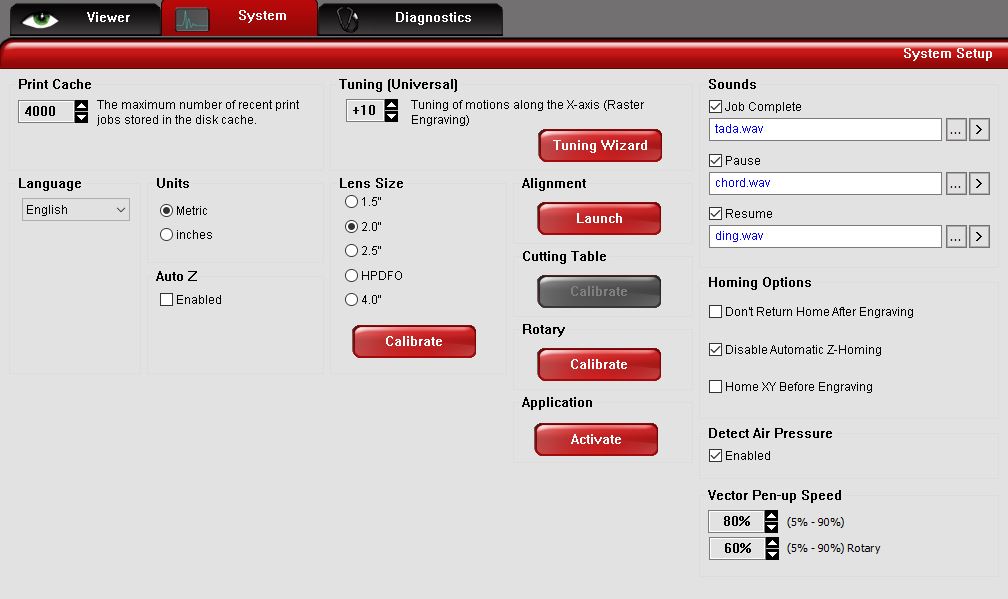 Viewer
System
Diagnostics
System Setup
Print Cache
4000
The maximum number of recent print
jobs stored in the disk cache.
Tuning (Universal)
+10
Tuning of motions along the X-axis (Raster
Engraving)
Tuning Wizard
Sounds
Job Complete
tada.wav
...
>
Pause
chord.wav
...
>
Resume
ding.wav
...
>
Language
English
Units
Metric
inches
Auto Z
Enabled
Lens Size
1.5"
2.0"
2.5"
HPDFO
4.0"
Calibrate
Alignment
Launch
Cutting Table
Calibrate
Rotary
Calibrate
Application
Activate
Homing Options
Don't Return Home After Engraving
Disable Automatic Z-Homing
Home XY Before Engraving
Detect Air Pressure
Enabled
Vector Pen-up Speed
80%
(5% - 90%)
60%
(5% - 90%) Rotary